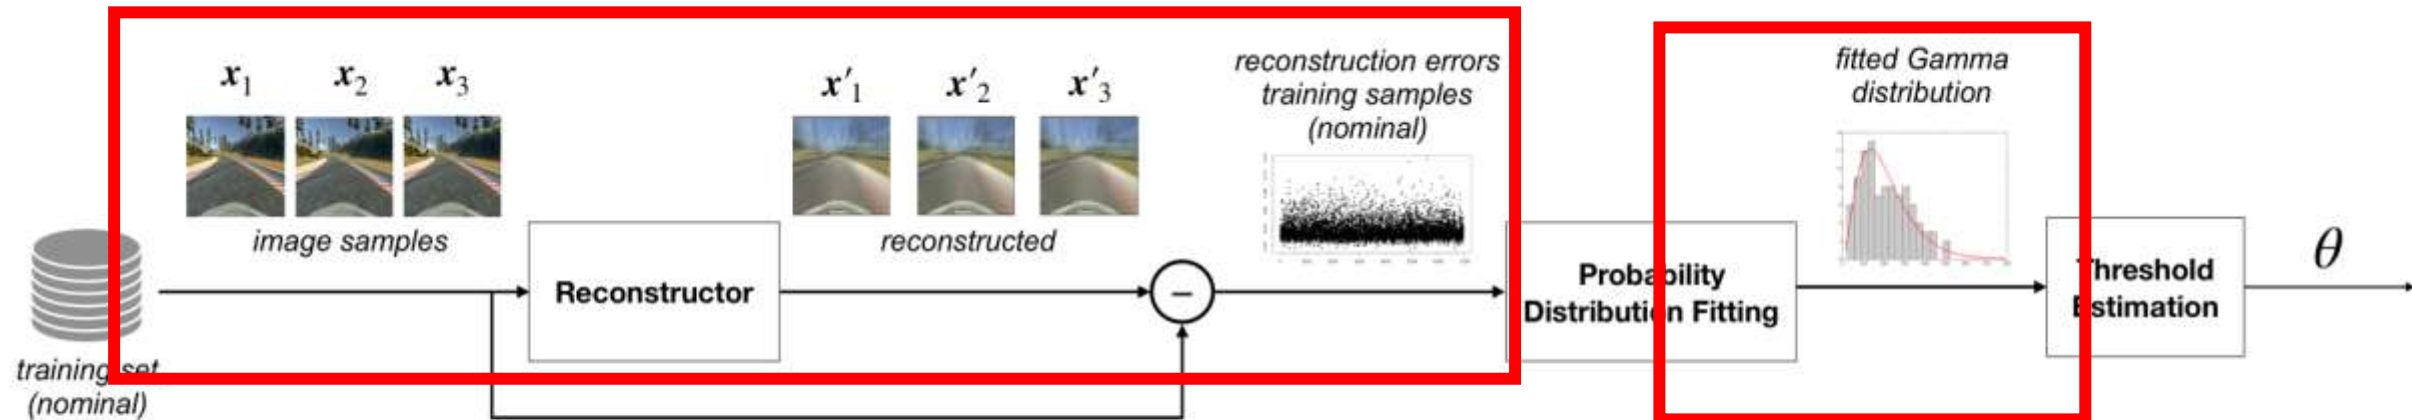 x1 x2 x3
image samples
x'1 x'2 x'3
reconstructed
reconstruction errors
training samples
(nominal)
fitted Gamma
distribution
training set
(nominal)
Reconstructor
−
Probability
Distribution Fitting
Threshold
Estimation
θ